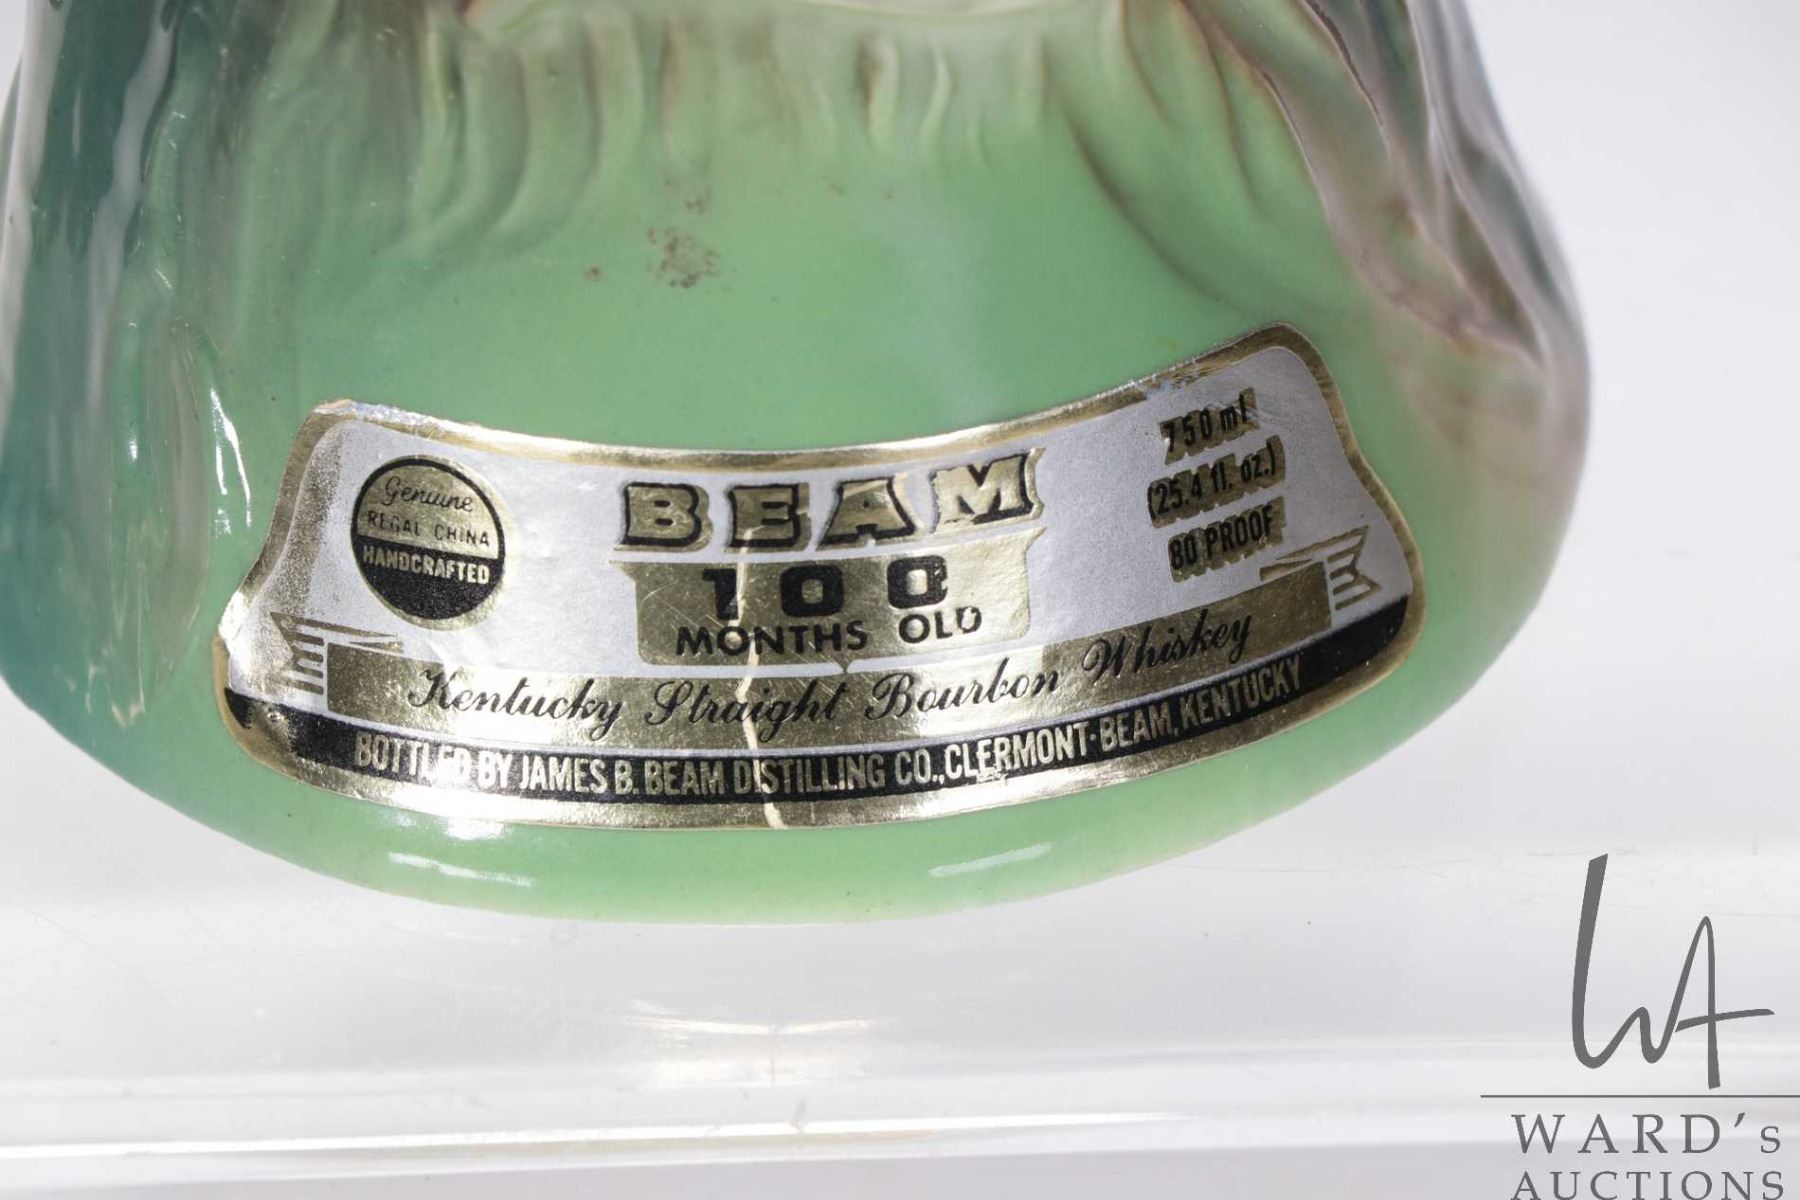 Genuine
REGAL CHINA
HANDCRAFTED
BEAM
100
MONTHS OLD
750 ml
(25.4 fl. oz.)
80 PROOF
Kentucky Straight Bourbon Whiskey
BOTTLED BY JAMES B. BEAM DISTILLING CO., CLERMONT·BEAM, KENTUCKY
WA
WARD's
AUCTIONS